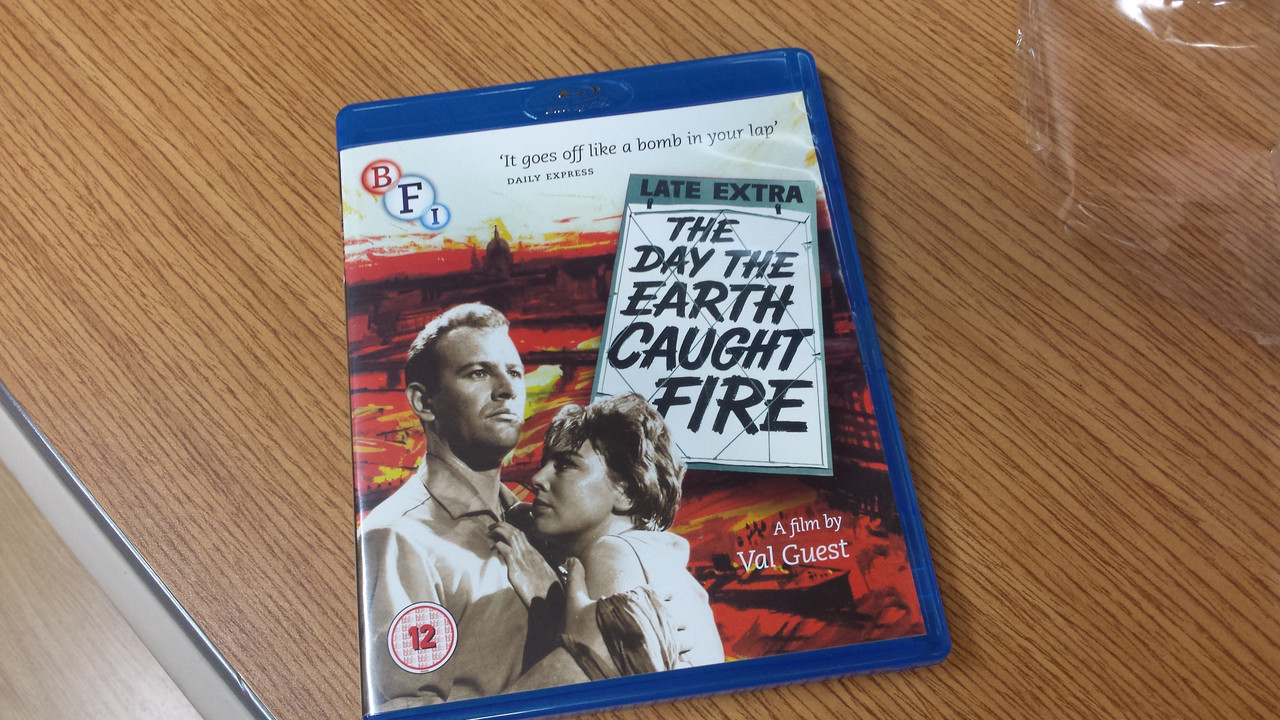 'It goes off like a bomb in your lap'
DAILY EXPRESS
BFI
LATE EXTRA
THE
DAY THE
EARTH
CAUGHT
FIRE
A film by
Val Guest
12